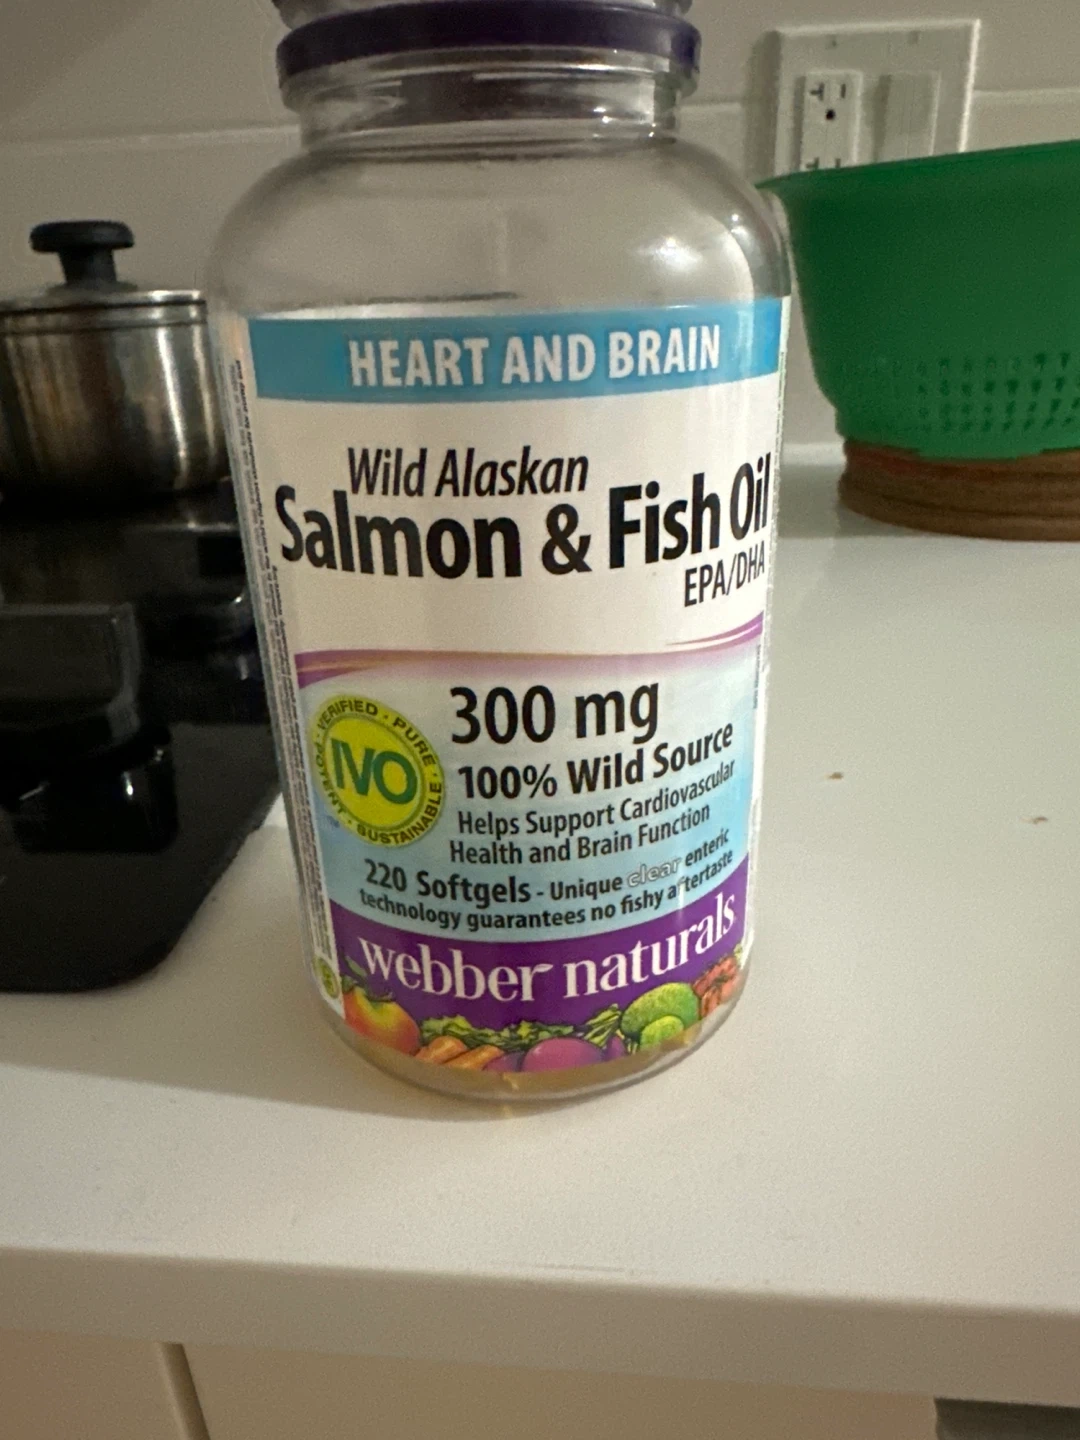 HEART AND BRAIN
Wild Alaskan
Salmon & Fish Oil
EPA/DHA
300 mg
100% Wild Source
Helps Support Cardiovascular
Health and Brain Function
220 Softgels - Unique clear enteric
technology guarantees no fishy aftertaste
VERIFIED · PURE · SUSTAINABLE · POTENT ·
IVO
webber naturals